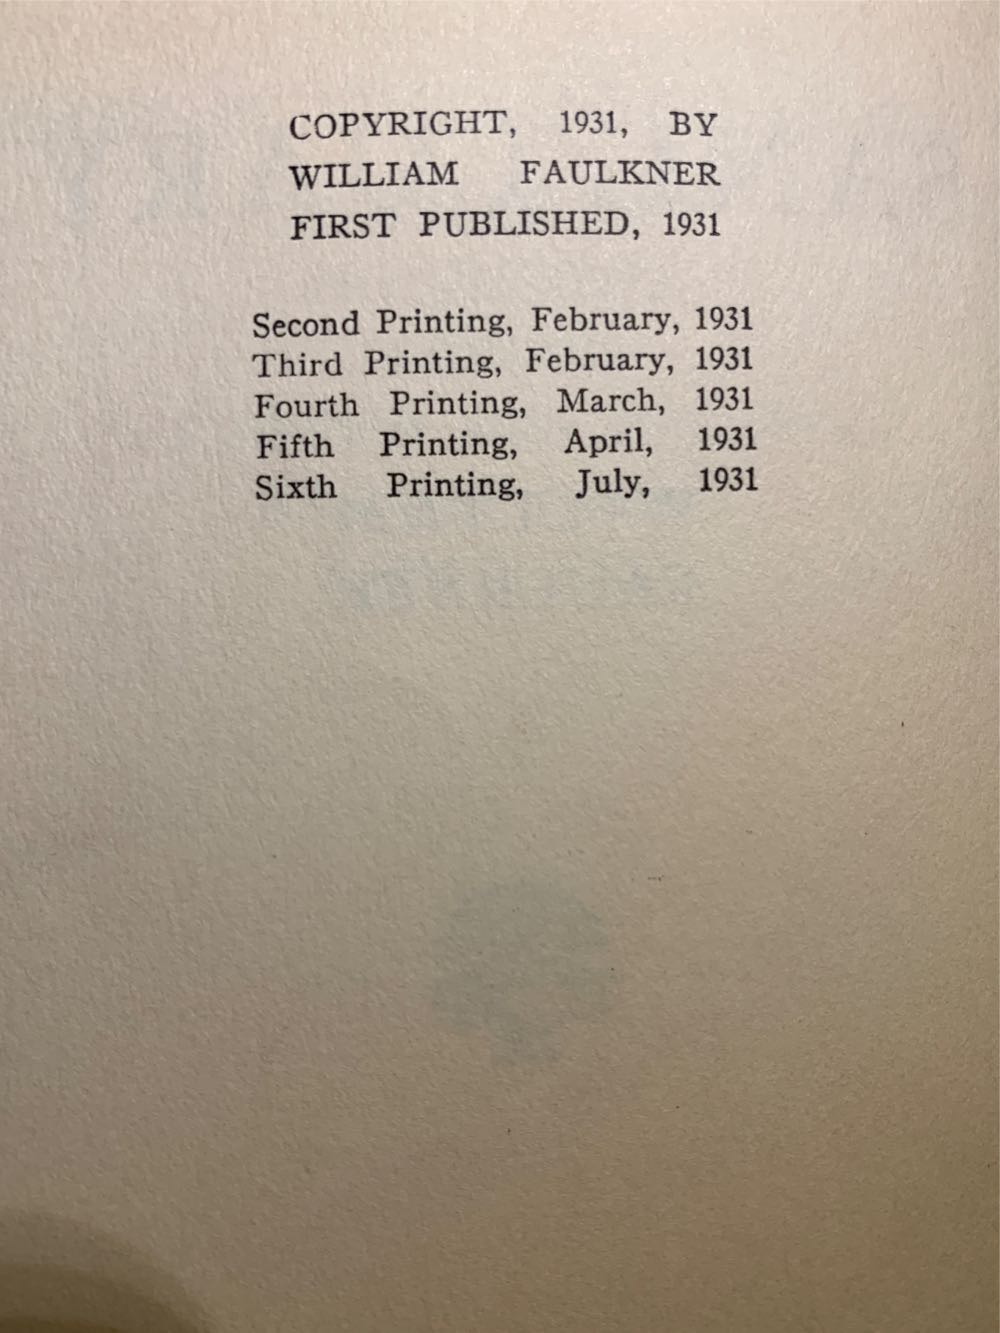 COPYRIGHT, 1931, BY
WILLIAM FAULKNER
FIRST PUBLISHED, 1931
Second Printing, February, 1931
Third Printing, February, 1931
Fourth Printing, March, 1931
Fifth Printing, April, 1931
Sixth Printing, July, 1931